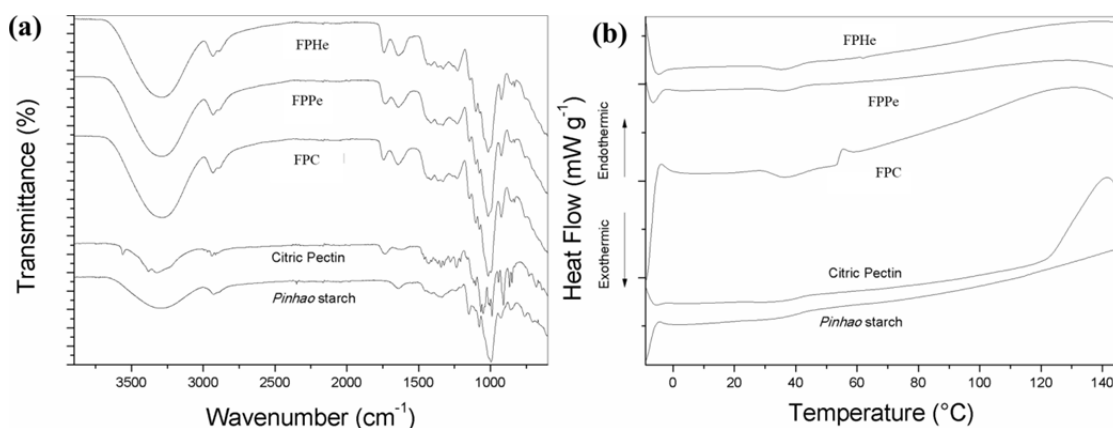 (a)
FPHe
FPPe
FPC
Citric Pectin
Pinhao starch
Transmittance (%)
3500 3000 2500 2000 1500 1000
Wavenumber (cm⁻¹)
(b)
FPHe
FPPe
FPC
Citric Pectin
Pinhao starch
Heat Flow (mW g⁻¹)
Endothermic
Exothermic
0 20 40 60 80 100 120 140
Temperature (°C)